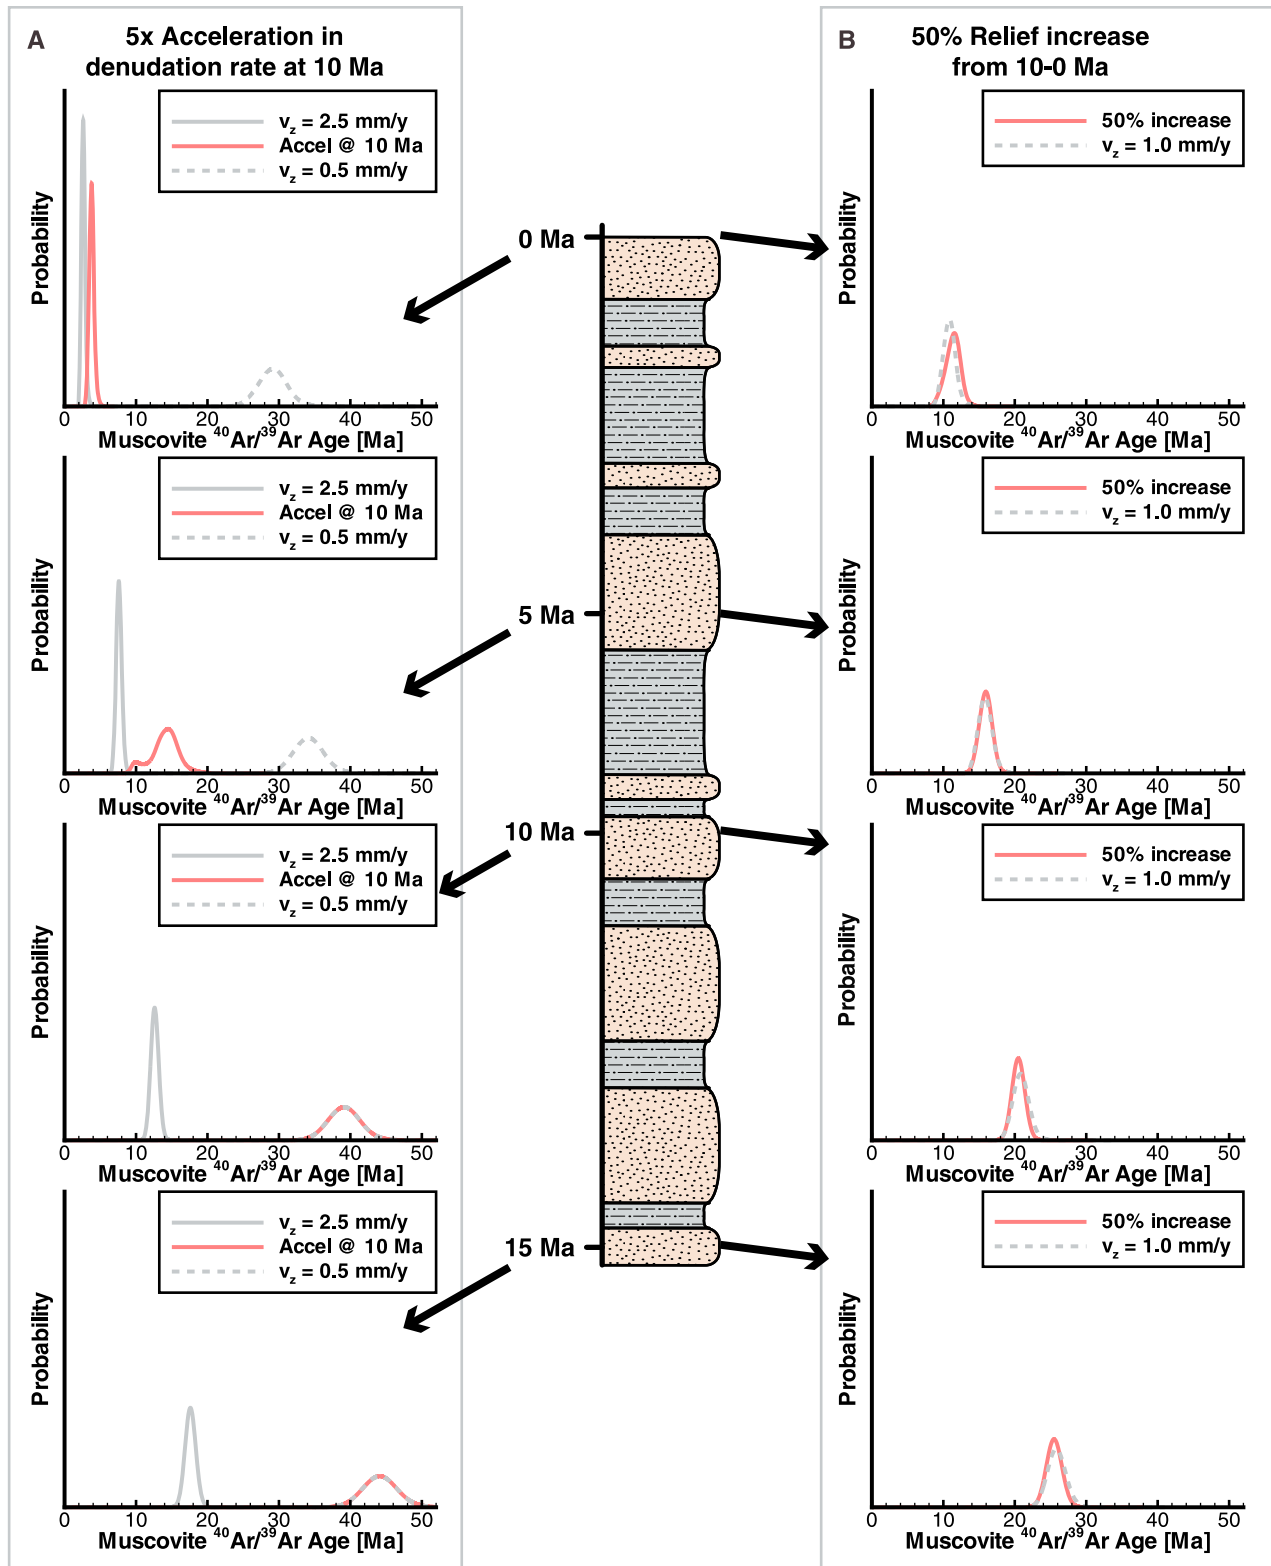 A
5x Acceleration in
denudation rate at 10 Ma
v_z = 2.5 mm/y
Accel @ 10 Ma
v_z = 0.5 mm/y
Probability
0 10 20 30 40 50
Muscovite ⁴⁰Ar/³⁹Ar Age [Ma]
v_z = 2.5 mm/y
Accel @ 10 Ma
v_z = 0.5 mm/y
Probability
0 10 20 30 40 50
Muscovite ⁴⁰Ar/³⁹Ar Age [Ma]
v_z = 2.5 mm/y
Accel @ 10 Ma
v_z = 0.5 mm/y
Probability
0 10 20 30 40 50
Muscovite ⁴⁰Ar/³⁹Ar Age [Ma]
v_z = 2.5 mm/y
Accel @ 10 Ma
v_z = 0.5 mm/y
Probability
0 10 20 30 40 50
Muscovite ⁴⁰Ar/³⁹Ar Age [Ma]
0 Ma
5 Ma
10 Ma
15 Ma
B
50% Relief increase
from 10-0 Ma
50% increase
v_z = 1.0 mm/y
Probability
0 10 20 30 40 50
Muscovite ⁴⁰Ar/³⁹Ar Age [Ma]
50% increase
v_z = 1.0 mm/y
Probability
0 10 20 30 40 50
Muscovite ⁴⁰Ar/³⁹Ar Age [Ma]
50% increase
v_z = 1.0 mm/y
Probability
0 10 20 30 40 50
Muscovite ⁴⁰Ar/³⁹Ar Age [Ma]
50% increase
v_z = 1.0 mm/y
Probability
0 10 20 30 40 50
Muscovite ⁴⁰Ar/³⁹Ar Age [Ma]